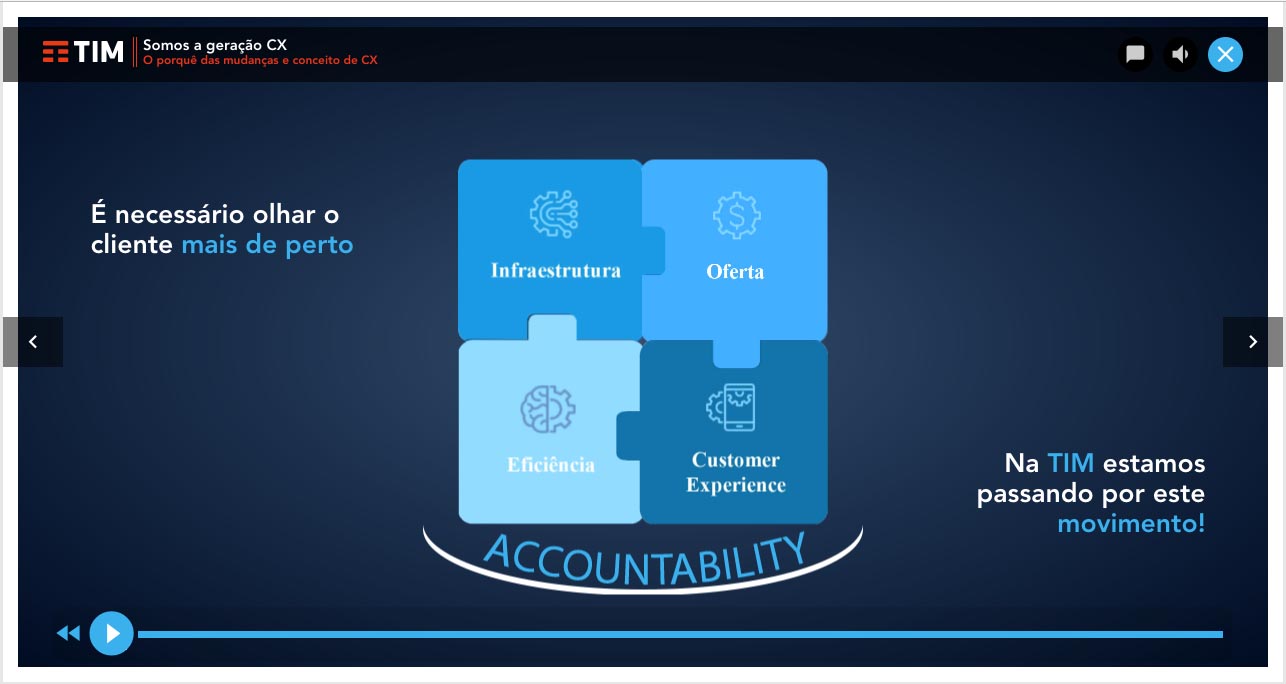 TIM
Somos a geração CX
O porquê das mudanças e conceito de CX
É necessário olhar o
cliente mais de perto
Infraestrutura
Oferta
Eficiência
Customer
Experience
ACCOUNTABILITY
Na TIM estamos
passando por este
movimento!